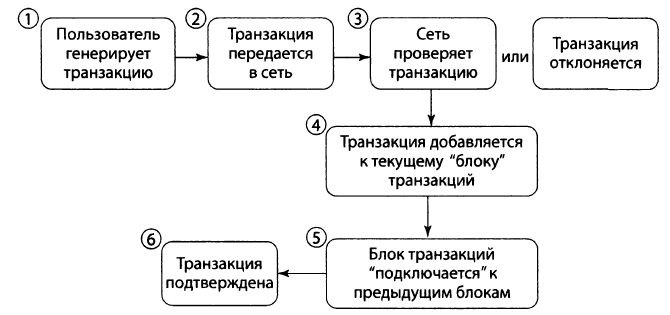 1
Пользователь
генерирует
транзакцию
2
Транзакция
передается
в сеть
3
Сеть
проверяет
транзакцию
или
Транзакция
отклоняется
4
Транзакция добавляется
к текущему “блоку”
транзакций
5
Блок транзакций
“подключается” к
предыдущим блокам
6
Транзакция
подтверждена